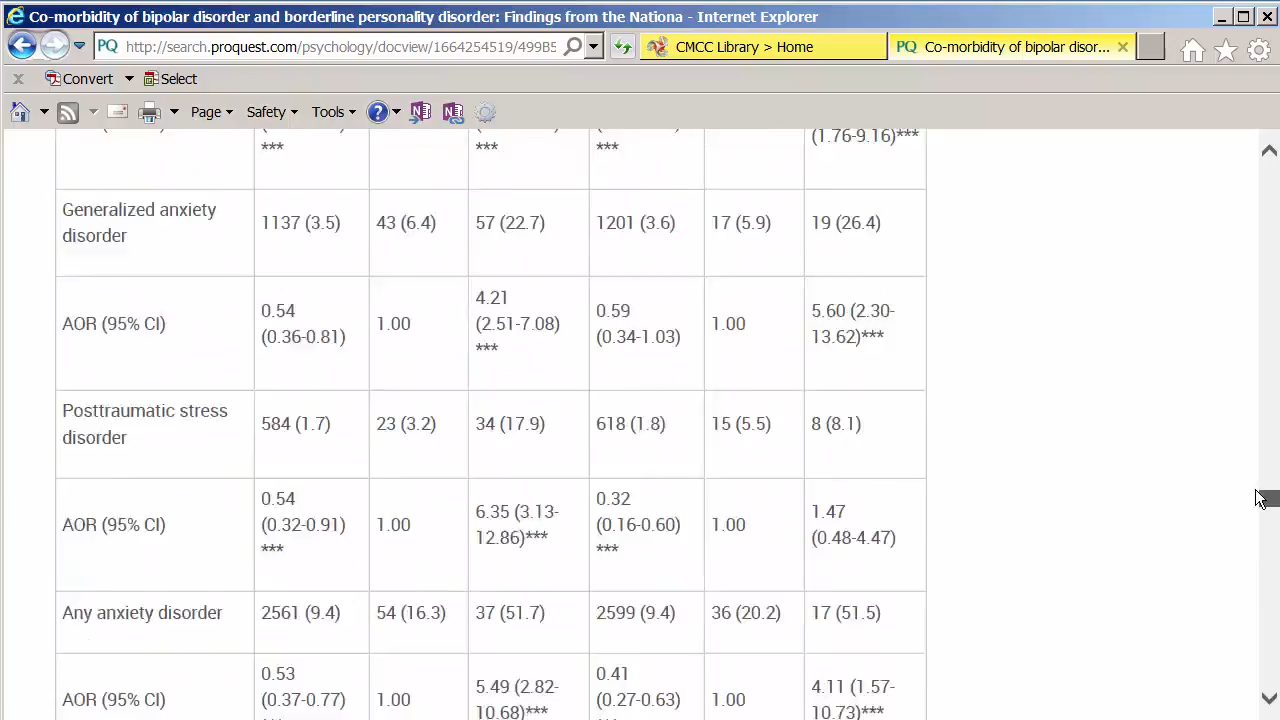 Co-morbidity of bipolar disorder and borderline personality disorder: Findings from the Nationa - Internet Explorer
http://search.proquest.com/psychology/docview/1664254519/499B5
CMCC Library > Home
PQ Co-morbidity of bipolar disor...
x Convert Select
Page Safety Tools
(1.76-9.16)***
*** *** ***
Generalized anxiety
disorder
1137 (3.5) 43 (6.4) 57 (22.7) 1201 (3.6) 17 (5.9) 19 (26.4)
AOR (95% CI)
0.54
(0.36-0.81)
1.00
4.21
(2.51-7.08)
***
0.59
(0.34-1.03)
1.00
5.60 (2.30-
13.62)***
Posttraumatic stress
disorder
584 (1.7) 23 (3.2) 34 (17.9) 618 (1.8) 15 (5.5) 8 (8.1)
AOR (95% CI)
0.54
(0.32-0.91)
***
1.00
6.35 (3.13-
12.86)***
0.32
(0.16-0.60)
***
1.00
1.47
(0.48-4.47)
Any anxiety disorder 2561 (9.4) 54 (16.3) 37 (51.7) 2599 (9.4) 36 (20.2) 17 (51.5)
AOR (95% CI)
0.53
(0.37-0.77)
1.00
5.49 (2.82-
10.68)***
0.41
(0.27-0.63)
1.00
4.11 (1.57-
10.73)***